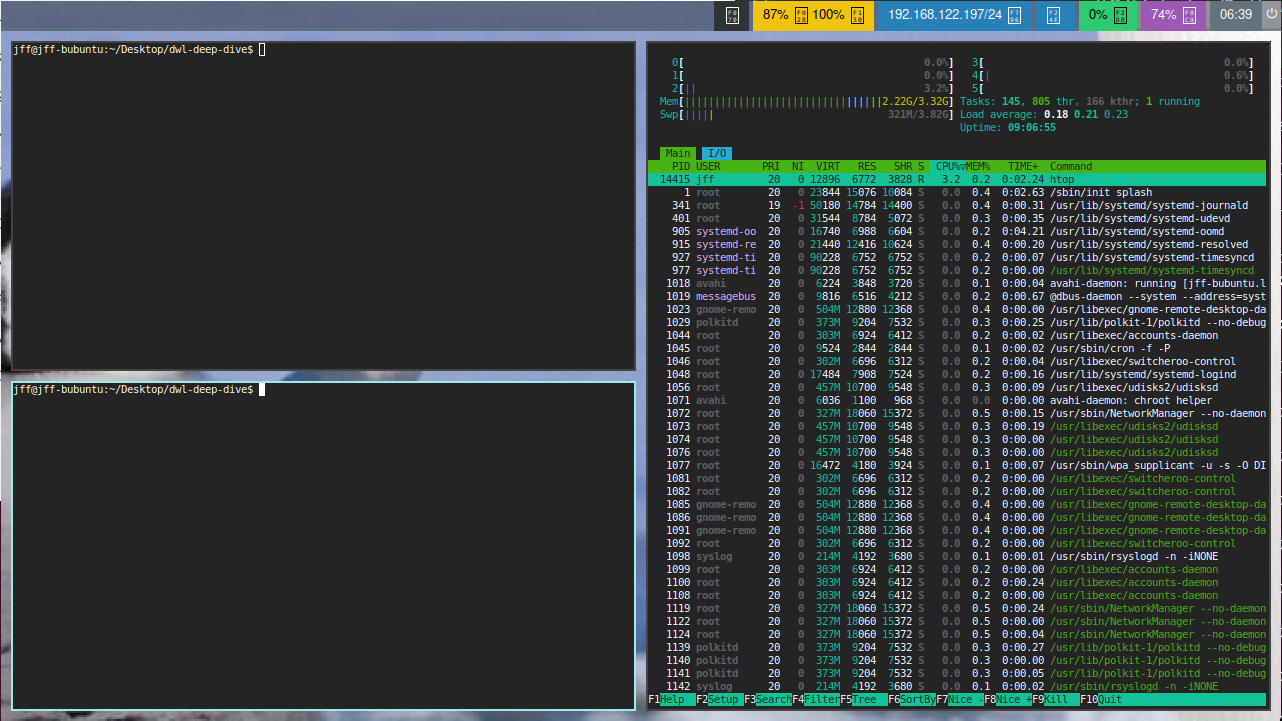 87% 100% 192.168.122.197/24 0% 74% 06:39
jff@jff-bubuntu:~/Desktop/dwl-deep-dive$
jff@jff-bubuntu:~/Desktop/dwl-deep-dive$
0[ 0.0%] 3[ 0.0%]
1[ 0.0%] 4[| 0.6%]
2[|| 3.2%] 5[ 0.0%]
Mem[||||||||||||||||||||||||||||||||2.22G/3.32G] Tasks: 145, 805 thr, 166 kthr; 1 running
Swp[||||| 321M/3.82G] Load average: 0.18 0.21 0.23
Uptime: 09:06:55
Main I/O
PID USER PRI NI VIRT RES SHR S CPU%▽MEM% TIME+ Command
14415 jff 20 0 12896 6772 3828 R 3.2 0.2 0:02.24 htop
1 root 20 0 23844 15076 10084 S 0.0 0.4 0:02.63 /sbin/init splash
341 root 19 -1 50180 14784 14400 S 0.0 0.4 0:00.31 /usr/lib/systemd/systemd-journald
401 root 20 0 31544 8784 5072 S 0.0 0.3 0:00.35 /usr/lib/systemd/systemd-udevd
905 systemd-oo 20 0 16740 6988 6604 S 0.0 0.2 0:04.21 /usr/lib/systemd/systemd-oomd
915 systemd-re 20 0 21440 12416 10624 S 0.0 0.4 0:00.20 /usr/lib/systemd/systemd-resolved
927 systemd-ti 20 0 90228 6752 6752 S 0.0 0.2 0:00.07 /usr/lib/systemd/systemd-timesyncd
977 systemd-ti 20 0 90228 6752 6752 S 0.0 0.2 0:00.00 /usr/lib/systemd/systemd-timesyncd
1018 avahi 20 0 6224 3848 3720 S 0.0 0.1 0:00.04 avahi-daemon: running [jff-bubuntu.l
1019 messagebus 20 0 9816 6516 4212 S 0.0 0.2 0:00.67 @dbus-daemon --system --address=syst
1023 gnome-remo 20 0 504M 12880 12368 S 0.0 0.4 0:00.00 /usr/libexec/gnome-remote-desktop-da
1029 polkitd 20 0 373M 9204 7532 S 0.0 0.3 0:00.25 /usr/lib/polkit-1/polkitd --no-debug
1044 root 20 0 303M 6924 6412 S 0.0 0.2 0:00.02 /usr/libexec/accounts-daemon
1045 root 20 0 9524 2844 2844 S 0.0 0.1 0:00.02 /usr/sbin/cron -f -P
1046 root 20 0 302M 6696 6312 S 0.0 0.2 0:00.04 /usr/libexec/switcheroo-control
1048 root 20 0 17484 7908 7524 S 0.0 0.2 0:00.16 /usr/lib/systemd/systemd-logind
1056 root 20 0 457M 10700 9548 S 0.0 0.3 0:00.09 /usr/libexec/udisks2/udisksd
1071 avahi 20 0 6036 1100 968 S 0.0 0.0 0:00.00 avahi-daemon: chroot helper
1072 root 20 0 327M 18060 15372 S 0.0 0.5 0:00.15 /usr/sbin/NetworkManager --no-daemon
1073 root 20 0 457M 10700 9548 S 0.0 0.3 0:00.19 /usr/libexec/udisks2/udisksd
1074 root 20 0 457M 10700 9548 S 0.0 0.3 0:00.00 /usr/libexec/udisks2/udisksd
1076 root 20 0 457M 10700 9548 S 0.0 0.3 0:00.00 /usr/libexec/udisks2/udisksd
1077 root 20 0 16472 4180 3924 S 0.0 0.1 0:00.07 /usr/sbin/wpa_supplicant -u -s -O DI
1081 root 20 0 302M 6696 6312 S 0.0 0.2 0:00.00 /usr/libexec/switcheroo-control
1082 root 20 0 302M 6696 6312 S 0.0 0.2 0:00.00 /usr/libexec/switcheroo-control
1085 gnome-remo 20 0 504M 12880 12368 S 0.0 0.4 0:00.00 /usr/libexec/gnome-remote-desktop-da
1086 gnome-remo 20 0 504M 12880 12368 S 0.0 0.4 0:00.00 /usr/libexec/gnome-remote-desktop-da
1091 gnome-remo 20 0 504M 12880 12368 S 0.0 0.4 0:00.00 /usr/libexec/gnome-remote-desktop-da
1092 root 20 0 302M 6696 6312 S 0.0 0.2 0:00.00 /usr/libexec/switcheroo-control
1098 syslog 20 0 214M 4192 3680 S 0.0 0.1 0:00.01 /usr/sbin/rsyslogd -n -iNONE
1099 root 20 0 303M 6924 6412 S 0.0 0.2 0:00.00 /usr/libexec/accounts-daemon
1100 root 20 0 303M 6924 6412 S 0.0 0.2 0:00.24 /usr/libexec/accounts-daemon
1108 root 20 0 303M 6924 6412 S 0.0 0.2 0:00.00 /usr/libexec/accounts-daemon
1119 root 20 0 327M 18060 15372 S 0.0 0.5 0:00.24 /usr/sbin/NetworkManager --no-daemon
1122 root 20 0 327M 18060 15372 S 0.0 0.5 0:00.00 /usr/sbin/NetworkManager --no-daemon
1124 root 20 0 327M 18060 15372 S 0.0 0.5 0:00.04 /usr/sbin/NetworkManager --no-daemon
1139 polkitd 20 0 373M 9204 7532 S 0.0 0.3 0:00.27 /usr/lib/polkit-1/polkitd --no-debug
1140 polkitd 20 0 373M 9204 7532 S 0.0 0.3 0:00.00 /usr/lib/polkit-1/polkitd --no-debug
1141 polkitd 20 0 373M 9204 7532 S 0.0 0.3 0:00.05 /usr/lib/polkit-1/polkitd --no-debug
1142 syslog 20 0 214M 4192 3680 S 0.0 0.1 0:00.02 /usr/sbin/rsyslogd -n -iNONE
F1Help F2Setup F3SearchF4FilterF5Tree F6SortByF7Nice -F8Nice +F9Kill F10Quit